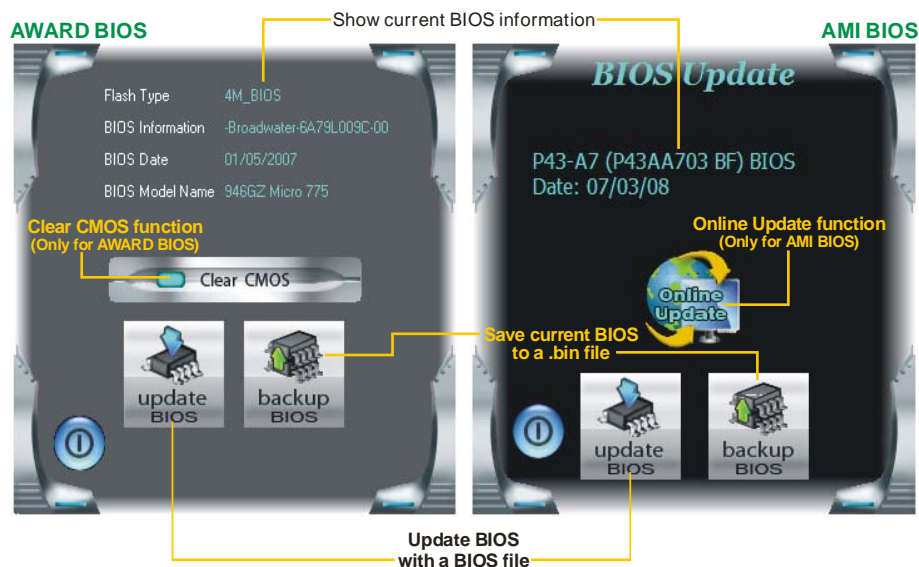 Show current BIOS information
AWARD BIOS
AMI BIOS
BIOS Update
Flash Type 4M_BIOS
BIOS Information -Broadwater-6A79L009C-00
BIOS Date 01/05/2007
BIOS Model Name 946GZ Micro 775
P43-A7 (P43AA703 BF) BIOS
Date: 07/03/08
Clear CMOS function
(Only for AWARD BIOS)
Online Update function
(Only for AMI BIOS)
Clear CMOS
Online
Update
Save current BIOS
to a .bin file
update
BIOS
backup
BIOS
update
BIOS
backup
BIOS
Update BIOS
with a BIOS file